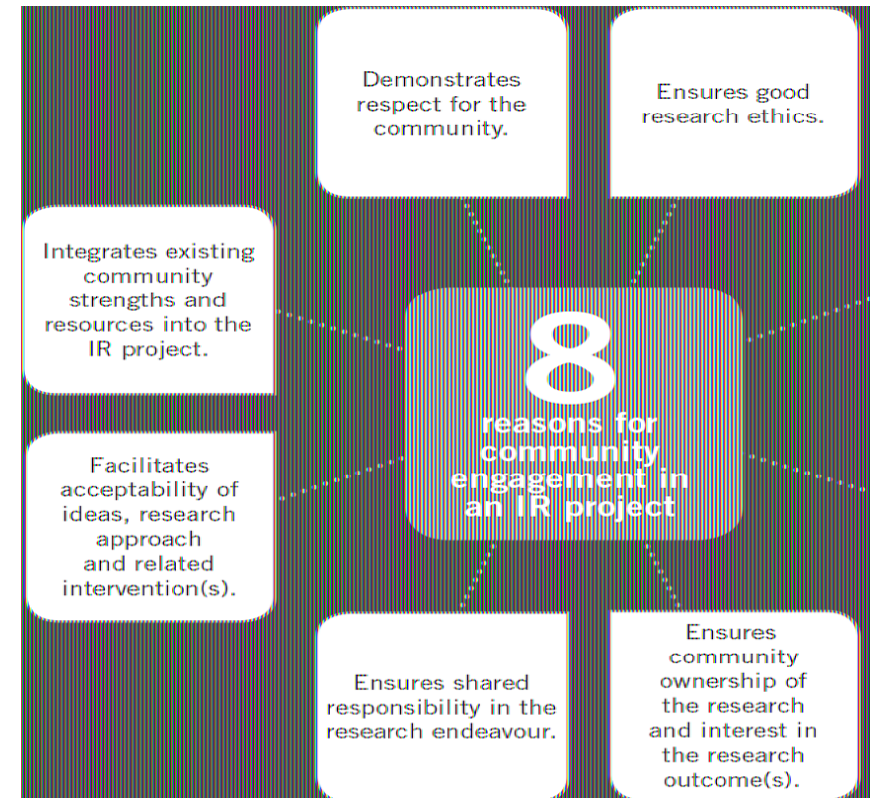 Demonstrates
respect for the
community.
Ensures good
research ethics.
Integrates existing
community
strengths and
resources into the
IR project.
8
reasons for
community
engagement in
an IR project
Facilitates
acceptability of
ideas, research
approach
and related
intervention(s).
Ensures shared
responsibility in the
research endeavour.
Ensures
community
ownership of
the research
and interest in
the research
outcome(s).